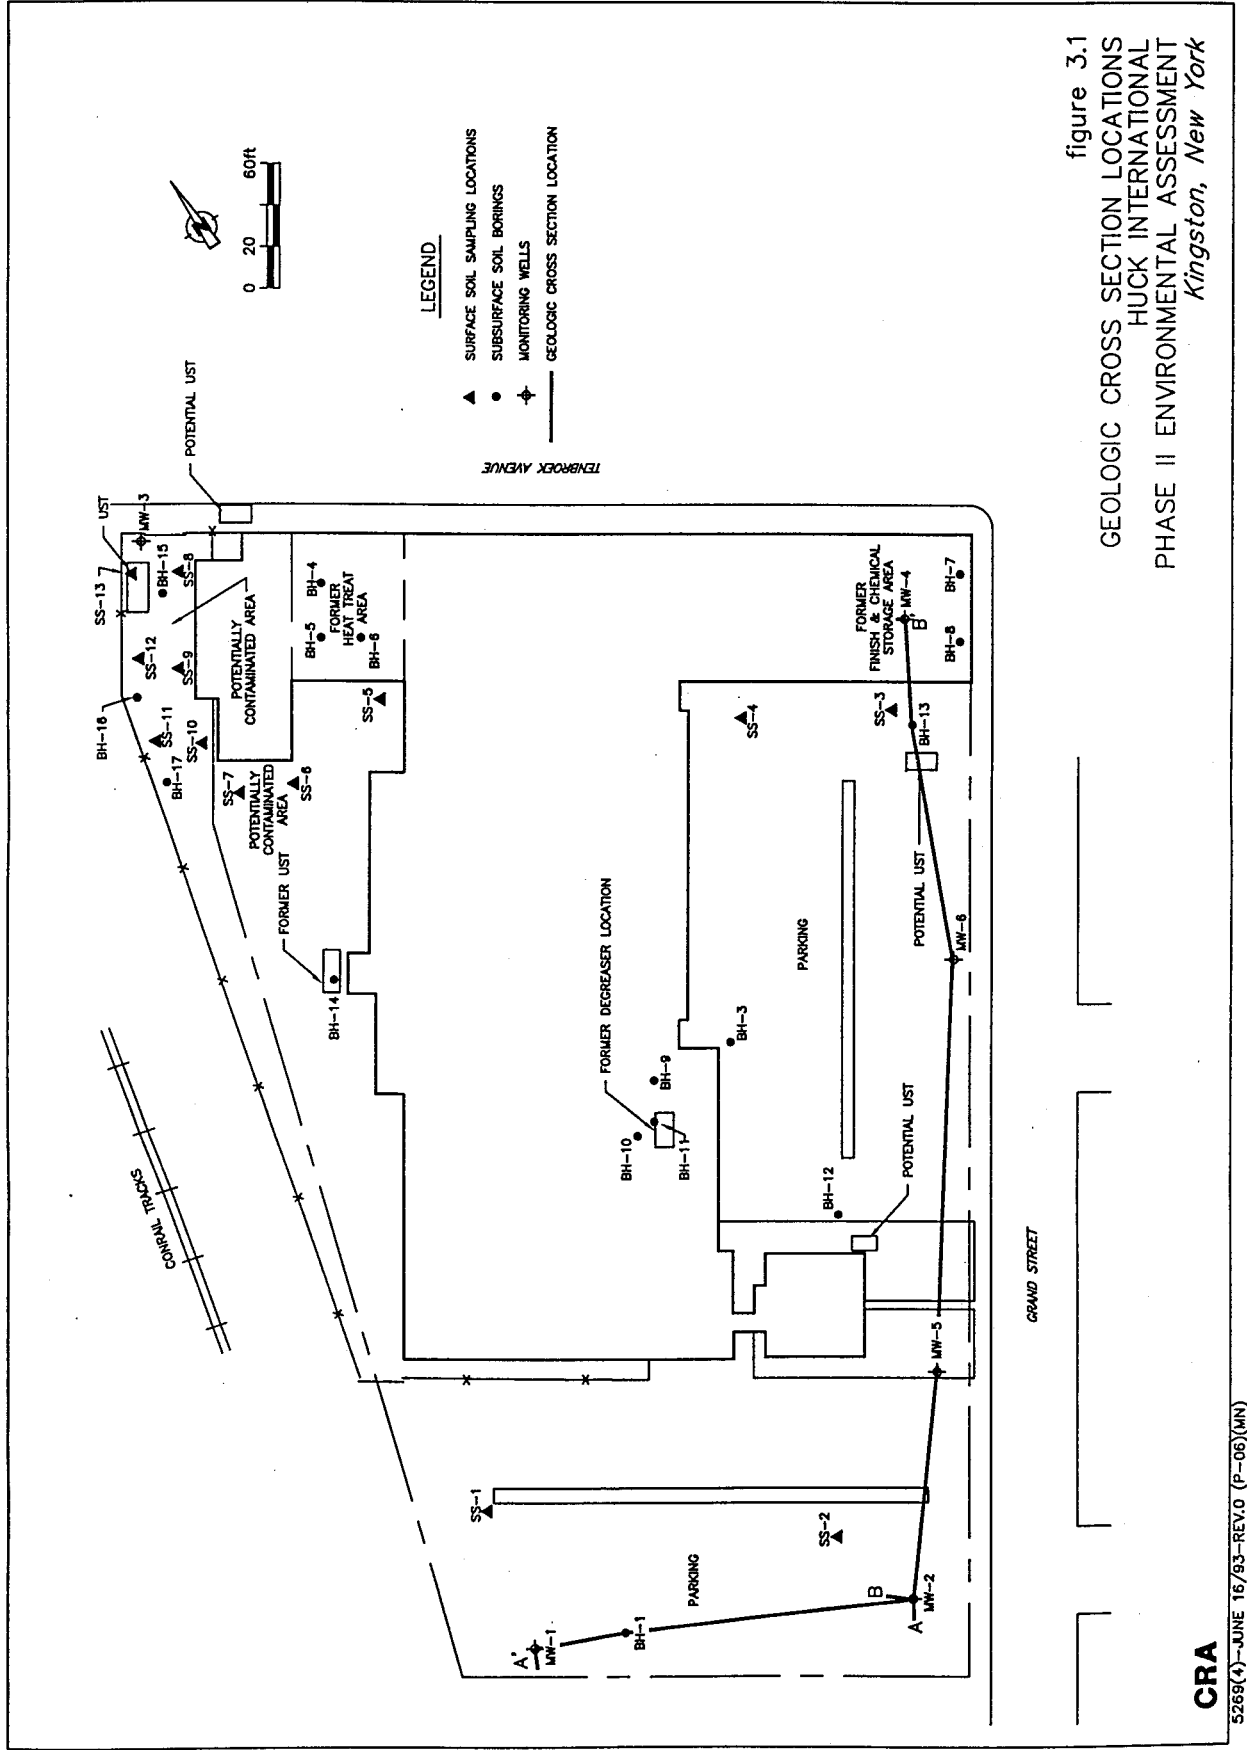 CONRAIL TRACKS
BH-16
SS-13
UST
MW-3
POTENTIAL UST
BH-15
SS-8
SS-12
SS-9
SS-11
SS-10
BH-17
POTENTIALLY
CONTAMINATED AREA
SS-7
POTENTIALLY
CONTAMINATED
AREA
SS-6
FORMER UST
BH-14
BH-4
BH-5
FORMER
HEAT TREAT
AREA
BH-6
SS-5
TENBROEK AVENUE
0
20
60ft
LEGEND
SURFACE SOIL SAMPLING LOCATIONS
SUBSURFACE SOIL BORINGS
MONITORING WELLS
GEOLOGIC CROSS SECTION LOCATION
FORMER DEGREASER LOCATION
BH-10
BH-9
BH-11
BH-3
SS-4
PARKING
BH-12
POTENTIAL UST
FORMER
FINISH & CHEMICAL
STORAGE AREA
MW-4
B'
BH-7
BH-8
SS-3
BH-13
POTENTIAL UST
MW-6
MW-5
GRAND STREET
SS-1
SS-2
PARKING
A'
MW-1
BH-1
B
A
MW-2
figure 3.1
GEOLOGIC CROSS SECTION LOCATIONS
HUCK INTERNATIONAL
PHASE II ENVIRONMENTAL ASSESSMENT
Kingston, New York
CRA
5269(4)-JUNE 16/93-REV.0 (P-06)(MN)